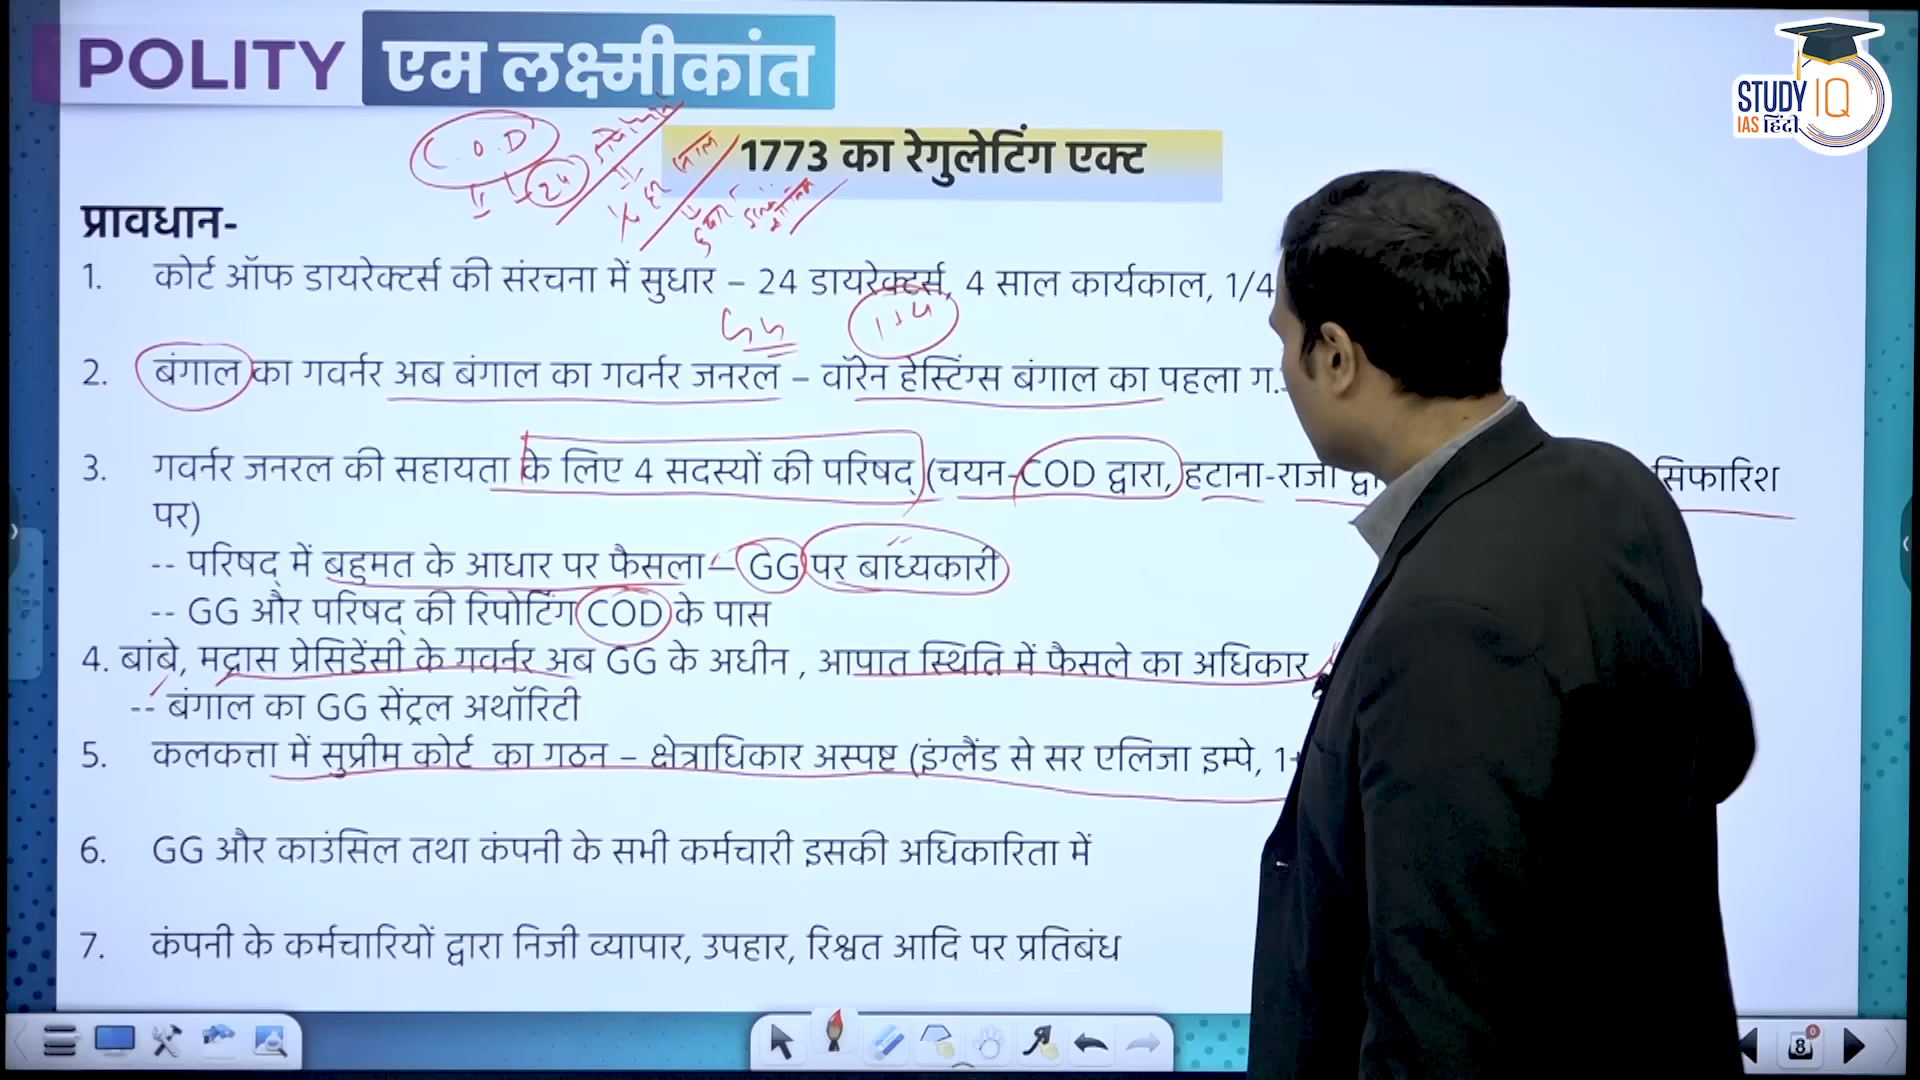 POLITY एम लक्ष्मीकांत
STUDY IQ
IAS हिंदी
C.O.D
24
1773 का रेगुलेटिंग एक्ट
प्रावधान-
1. कोर्ट ऑफ डायरेक्टर्स की संरचना में सुधार – 24 डायरेक्टर्स, 4 साल कार्यकाल, 1/4
1+4
2. बंगाल का गवर्नर अब बंगाल का गवर्नर जनरल – वॉरेन हेस्टिंग्स बंगाल का पहला ग.
3. गवर्नर जनरल की सहायता के लिए 4 सदस्यों की परिषद् (चयन-COD द्वारा, हटाना-राजा सिफारिश
पर)
-- परिषद् में बहुमत के आधार पर फैसला – GG पर बाध्यकारी
-- GG और परिषद् की रिपोर्टिंग COD के पास
4. बांबे, मद्रास प्रेसिडेंसी के गवर्नर अब GG के अधीन , आपात स्थिति में फैसले का अधिकार
-- बंगाल का GG सेंट्रल अथॉरिटी
5. कलकत्ता में सुप्रीम कोर्ट का गठन – क्षेत्राधिकार अस्पष्ट (इंग्लैंड से सर एलिजा इम्पे, 1+
6. GG और काउंसिल तथा कंपनी के सभी कर्मचारी इसकी अधिकारिता में
7. कंपनी के कर्मचारियों द्वारा निजी व्यापार, उपहार, रिश्वत आदि पर प्रतिबंध
8
0